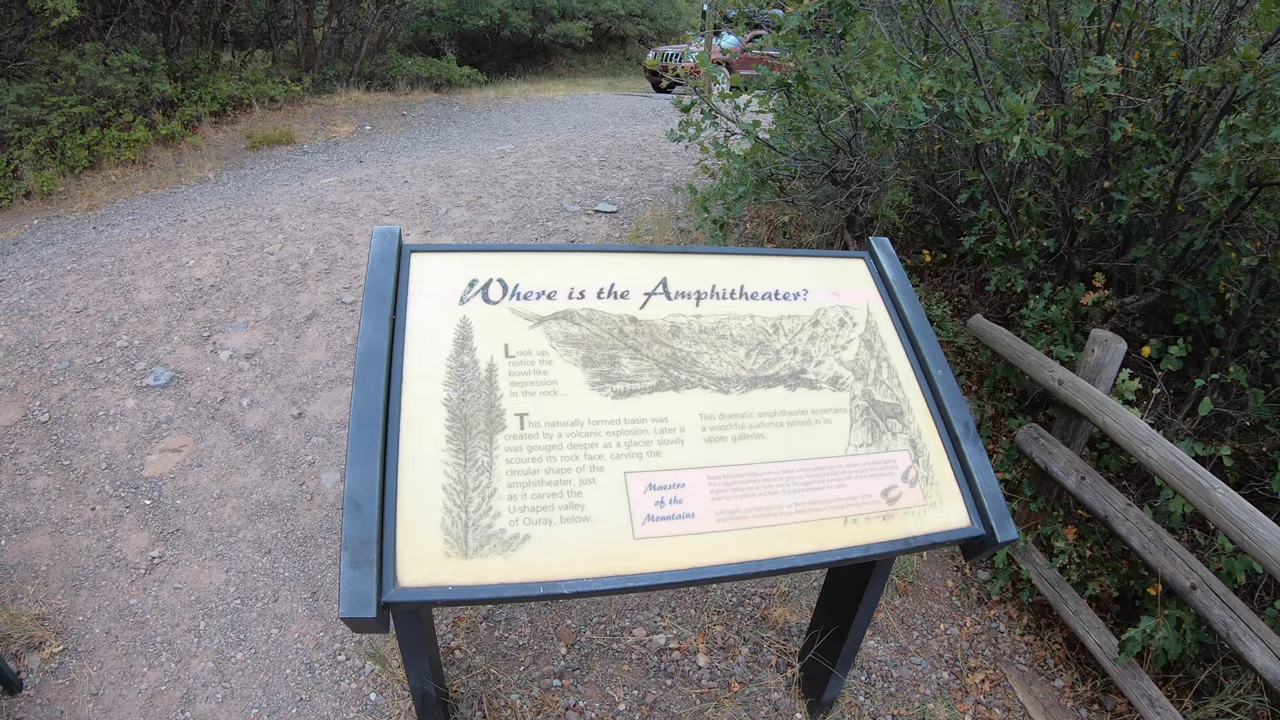 Where is the Amphitheater?
Look up,
notice the
bowl-like
depression
in the rock...
This naturally formed basin was
created by a volcanic explosion. Later it
was gouged deeper as a glacier slowly
scoured its rock face, carving the
circular shape of the
amphitheater, just
as it carved the
U-shaped valley
of Ouray, below.
This dramatic amphitheater entertains
a watchful audience poised in its
upper galleries.
Maestro
of the
Mountains